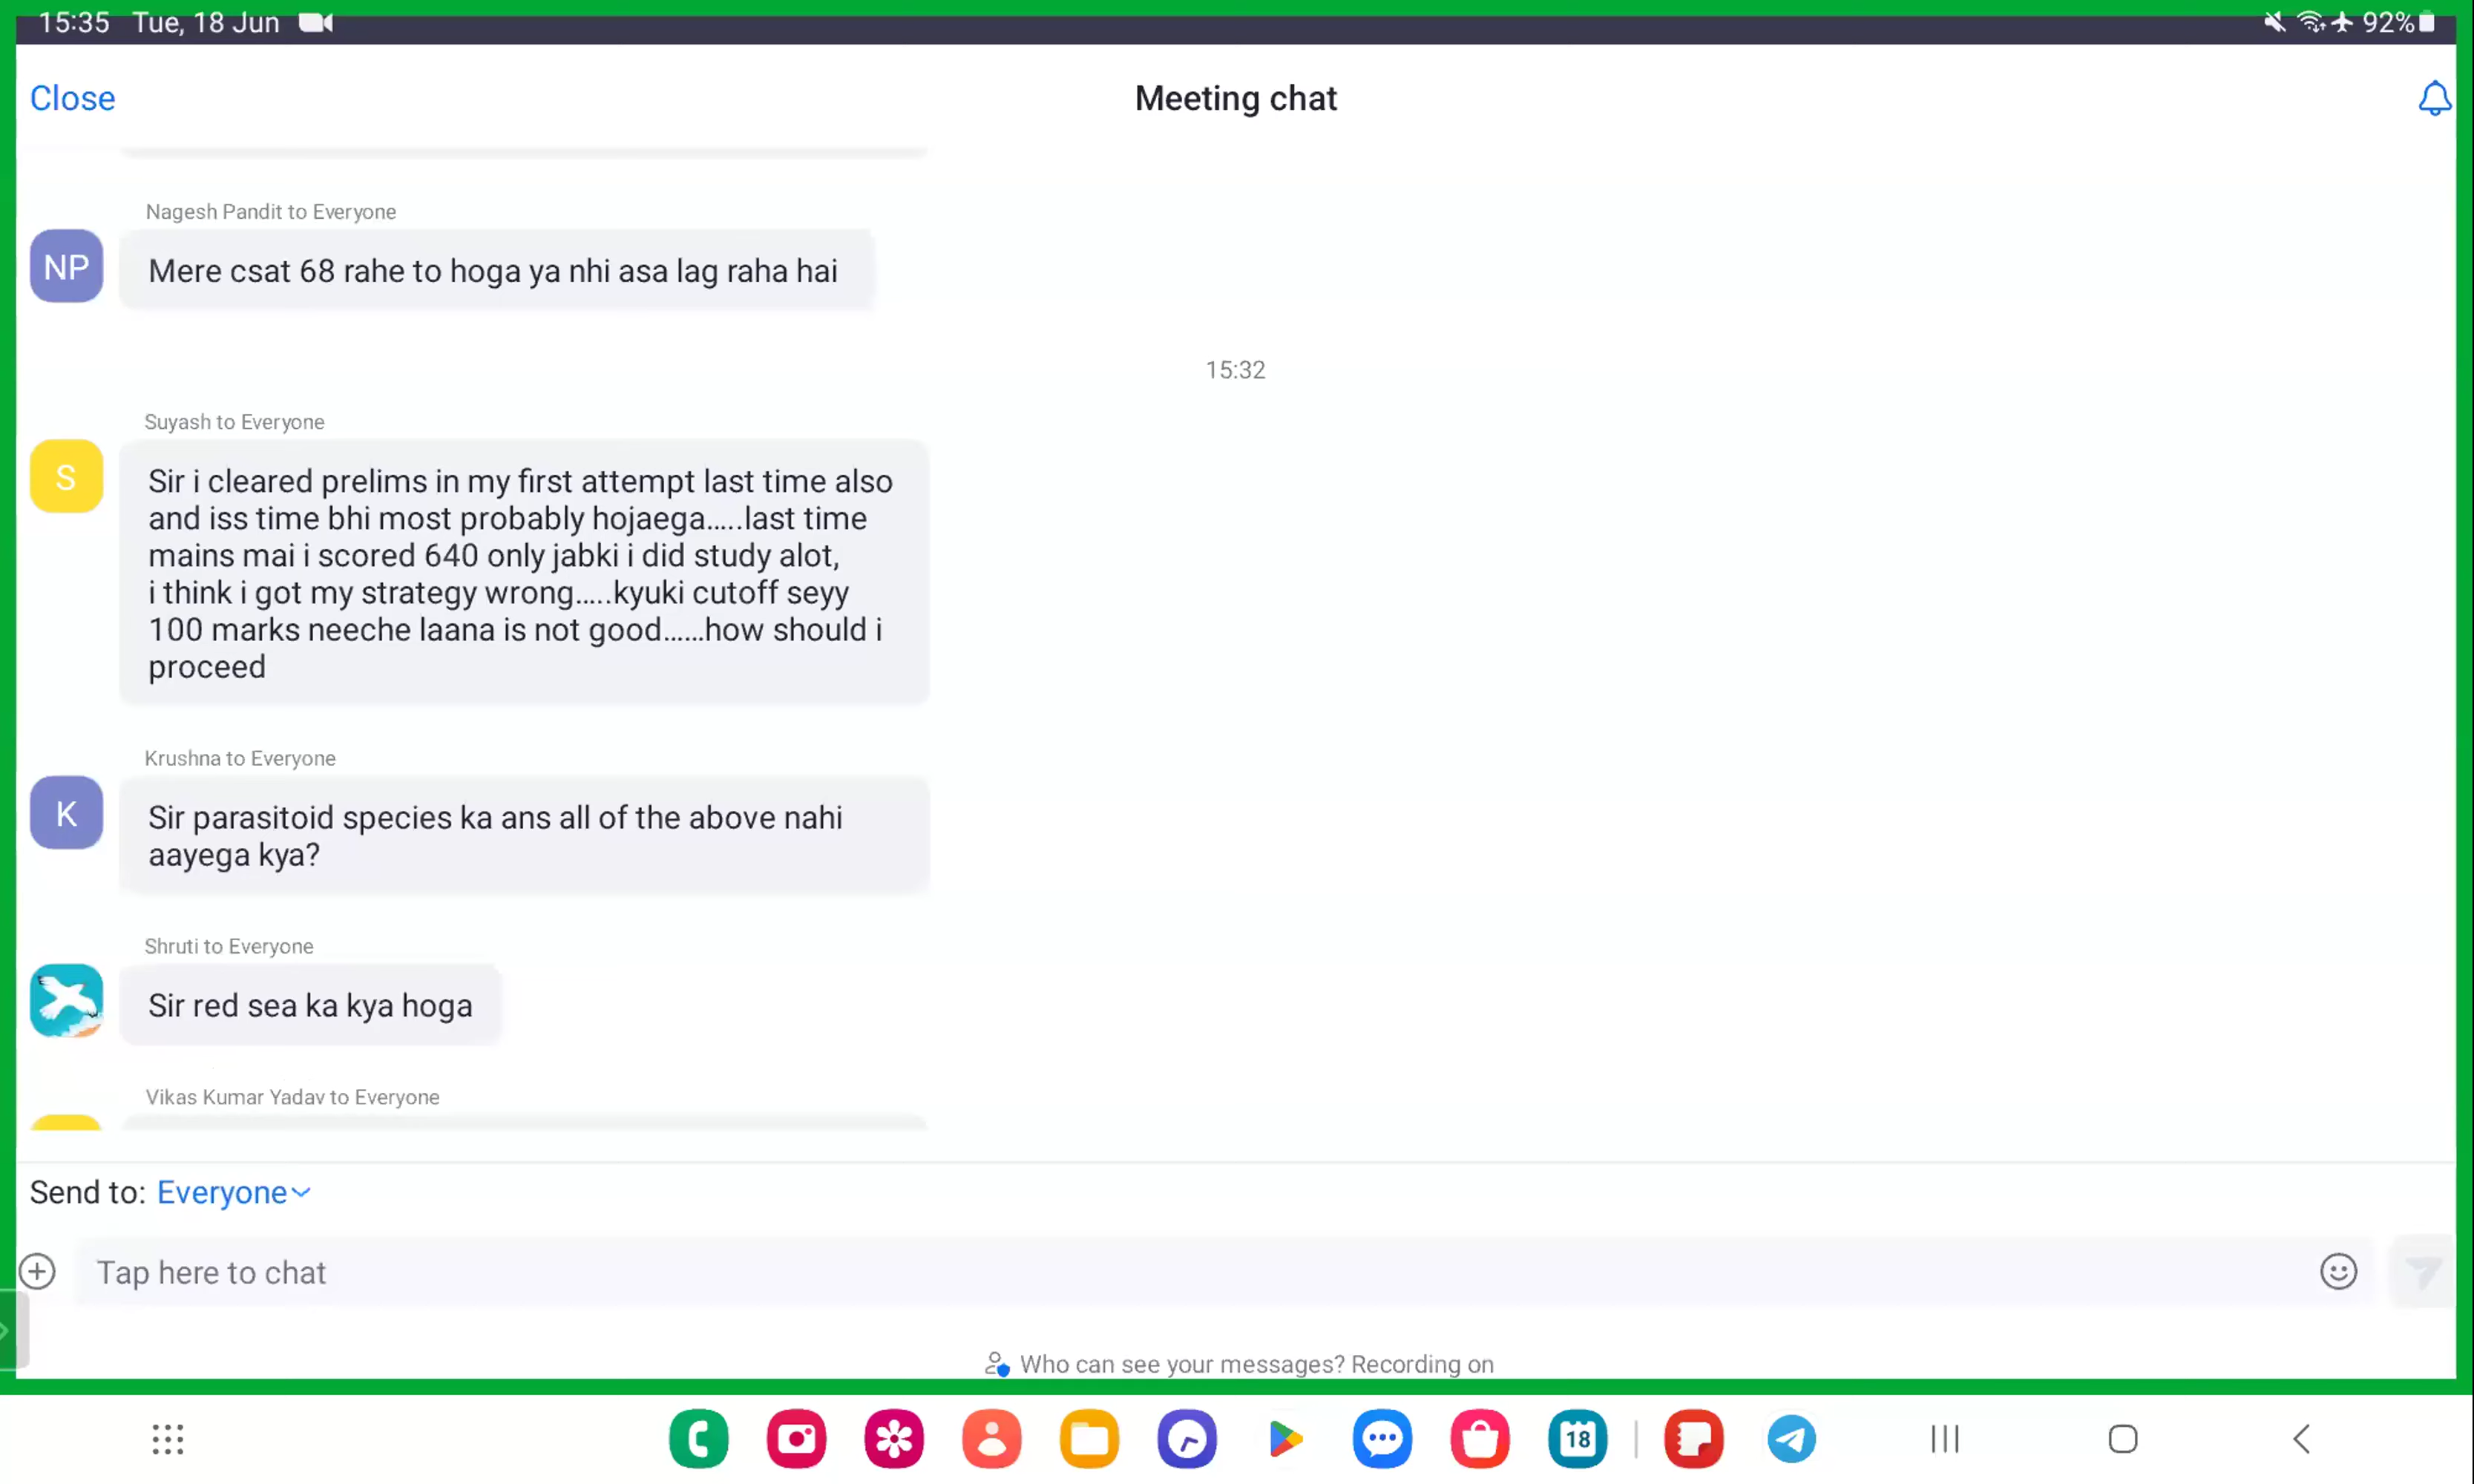 15:35 Tue, 18 Jun
92%
Close
Meeting chat
Nagesh Pandit to Everyone
NP
Mere csat 68 rahe to hoga ya nhi asa lag raha hai
15:32
Suyash to Everyone
S
Sir i cleared prelims in my first attempt last time also
and iss time bhi most probably hojaega.....last time
mains mai i scored 640 only jabki i did study alot,
i think i got my strategy wrong.....kyuki cutoff seyy
100 marks neeche laana is not good......how should i
proceed
Krushna to Everyone
K
Sir parasitoid species ka ans all of the above nahi
aayega kya?
Shruti to Everyone
Sir red sea ka kya hoga
Vikas Kumar Yadav to Everyone
Send to: Everyone
Tap here to chat
Who can see your messages? Recording on
18